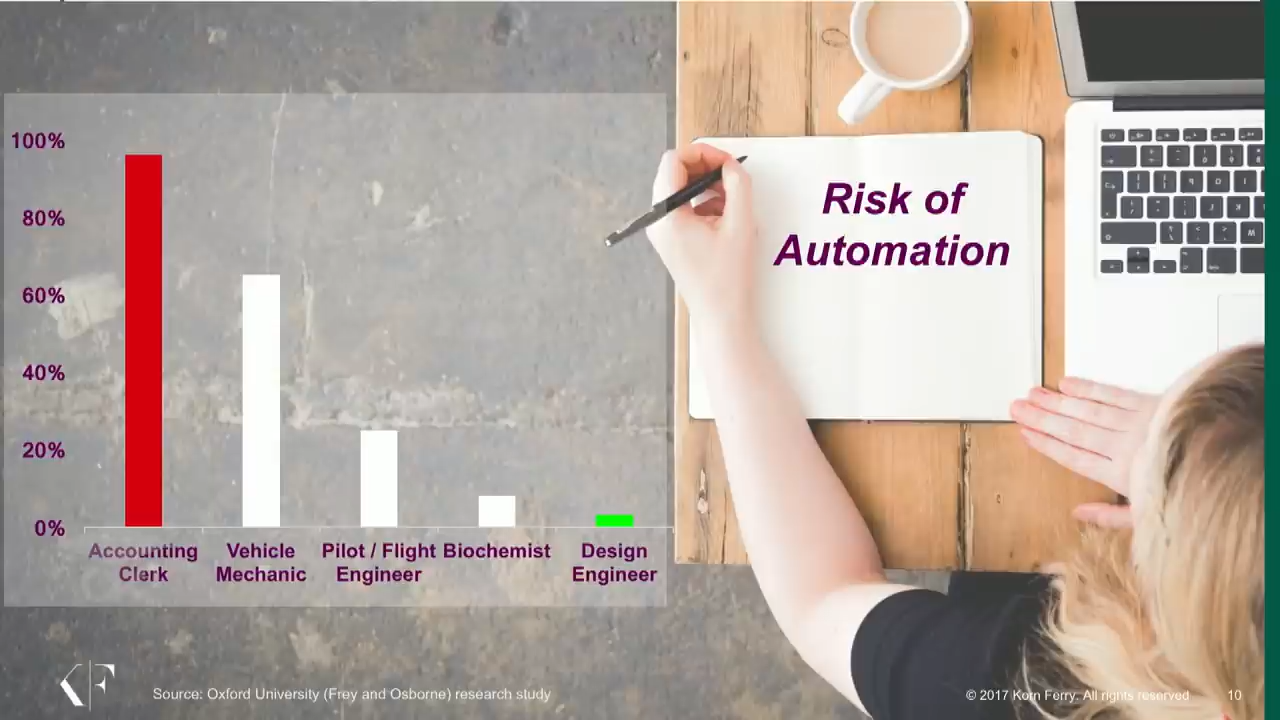 Risk of
Automation
100%
80%
60%
40%
20%
0%
Accounting
Clerk
Vehicle
Mechanic
Pilot / Flight
Engineer
Biochemist
Design
Engineer
KF
Source: Oxford University (Frey and Osborne) research study
© 2017 Korn Ferry. All rights reserved
10